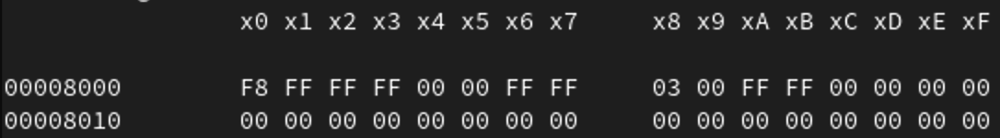 x0 x1 x2 x3 x4 x5 x6 x7 x8 x9 xA xB xC xD xE xF
00008000 F8 FF FF FF 00 00 FF FF 03 00 FF FF 00 00 00 00
00008010 00 00 00 00 00 00 00 00 00 00 00 00 00 00 00 00